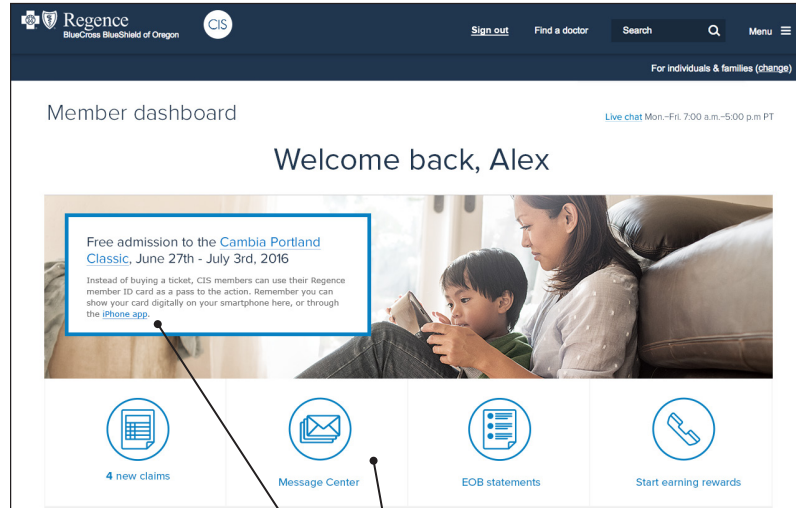 Regence
BlueCross BlueShield of Oregon
CIS
Sign out
Find a doctor
Search
Menu
For individuals & families (change)
Member dashboard
Live chat Mon.–Fri. 7:00 a.m.–5:00 p.m PT
Welcome back, Alex
Free admission to the Cambia Portland
Classic, June 27th - July 3rd, 2016
Instead of buying a ticket, CIS members can use their Regence
member ID card as a pass to the action. Remember you can
show your card digitally on your smartphone here, or through
the iPhone app.
4 new claims
Message Center
EOB statements
Start earning rewards